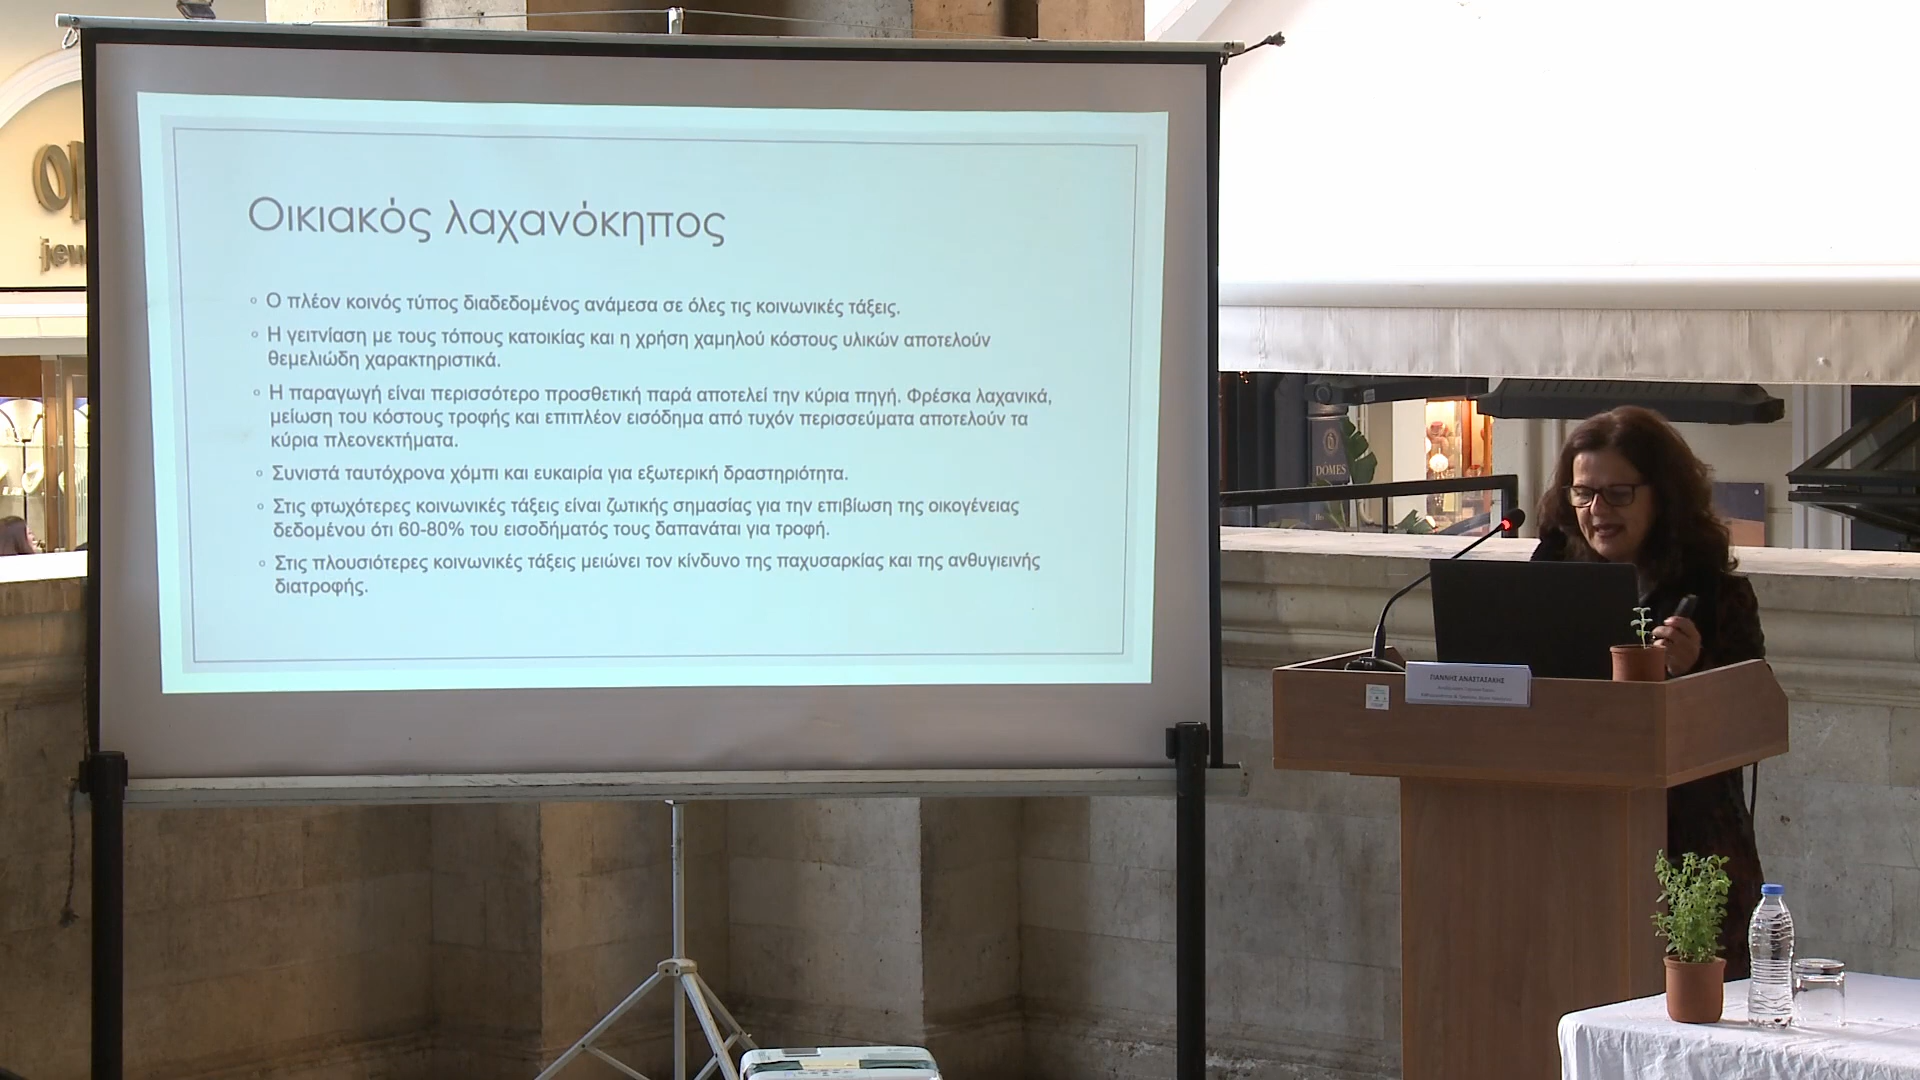 Οικιακός λαχανόκηπος
Ο πλέον κοινός τύπος διαδεδομένος ανάμεσα σε όλες τις κοινωνικές τάξεις.
Η γειτνίαση με τους τόπους κατοικίας και η χρήση χαμηλού κόστους υλικών αποτελούν
θεμελιώδη χαρακτηριστικά.
Η παραγωγή είναι περισσότερο προσθετική παρά αποτελεί την κύρια πηγή. Φρέσκα λαχανικά,
μείωση του κόστους τροφής και επιπλέον εισόδημα από τυχόν περισσεύματα αποτελούν τα
κύρια πλεονεκτήματα.
Συνιστά ταυτόχρονα χόμπι και ευκαιρία για εξωτερική δραστηριότητα.
Στις φτωχότερες κοινωνικές τάξεις είναι ζωτικής σημασίας για την επιβίωση της οικογένειας
δεδομένου ότι 60-80% του εισοδήματός τους δαπανάται για τροφή.
Στις πλουσιότερες κοινωνικές τάξεις μειώνει τον κίνδυνο της παχυσαρκίας και της ανθυγιεινής
διατροφής.
DOMES
ΓΙΑΝΝΗΣ ΑΝΑΣΤΑΣΑΚΗΣ